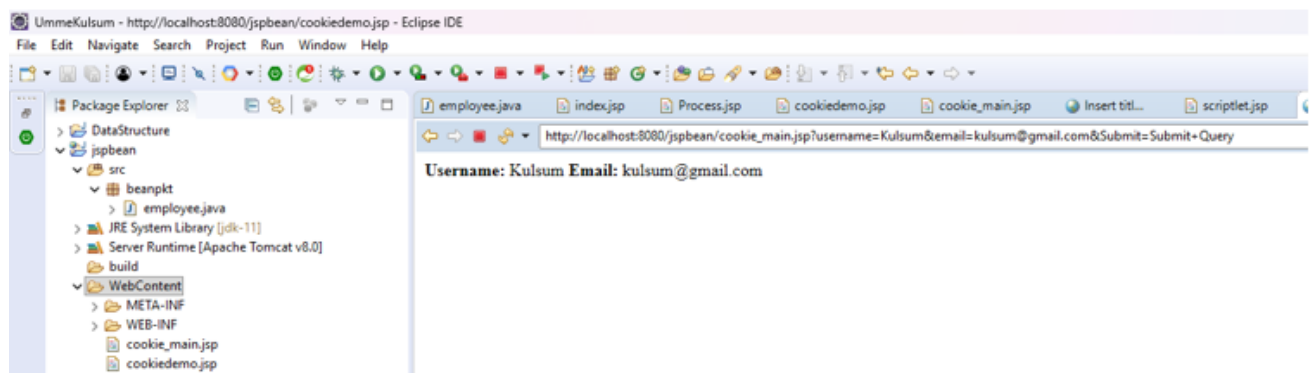 UmmeKulsum - http://localhost:8080/jspbean/cookiedemo.jsp - Eclipse IDE
File Edit Navigate Search Project Run Window Help
Package Explorer
employee.java index.jsp Process.jsp cookiedemo.jsp cookie_main.jsp Insert titl... scriptlet.jsp
http://localhost:8080/jspbean/cookie_main.jsp?username=Kulsum&email=kulsum@gmail.com&Submit=Submit+Query
Username: Kulsum Email: kulsum@gmail.com
DataStructure
jspbean
src
beanpkt
employee.java
JRE System Library [jdk-11]
Server Runtime [Apache Tomcat v8.0]
build
WebContent
META-INF
WEB-INF
cookie_main.jsp
cookiedemo.jsp